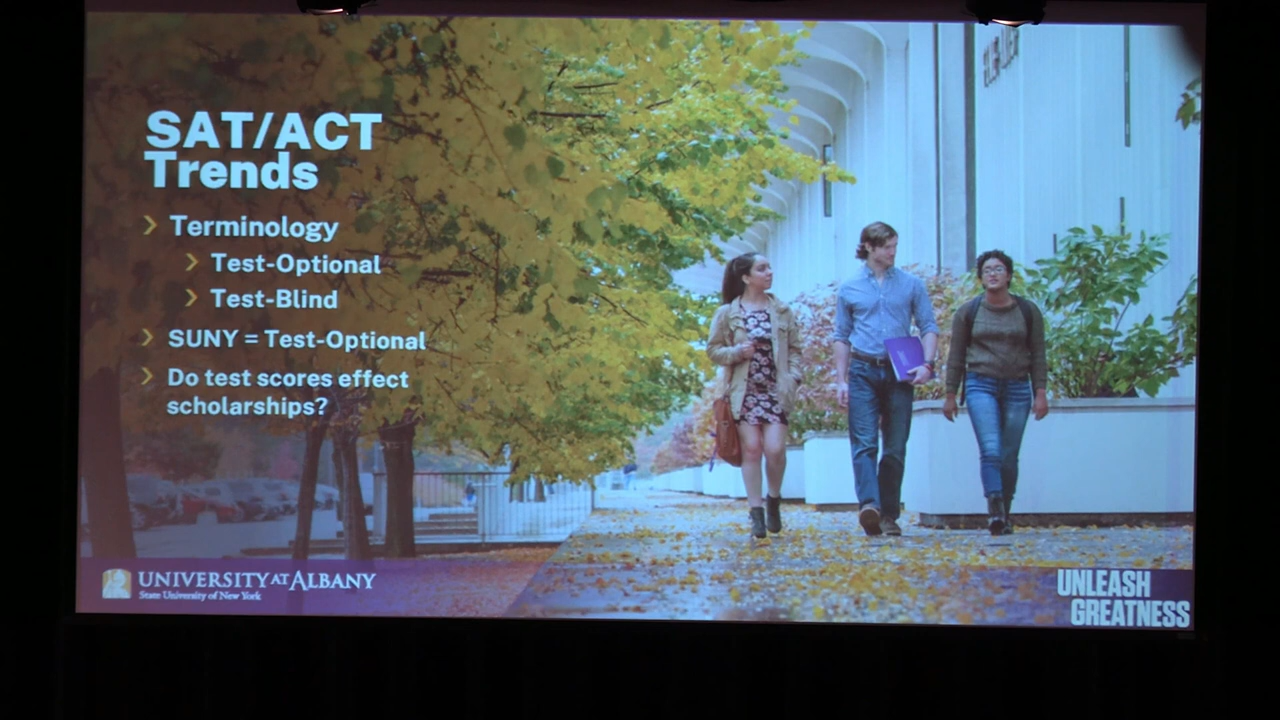 SAT/ACT
Trends
Terminology
Test-Optional
Test-Blind
SUNY = Test-Optional
Do test scores effect
scholarships?
UNIVERSITY AT ALBANY
State University of New York
UNLEASH
GREATNESS